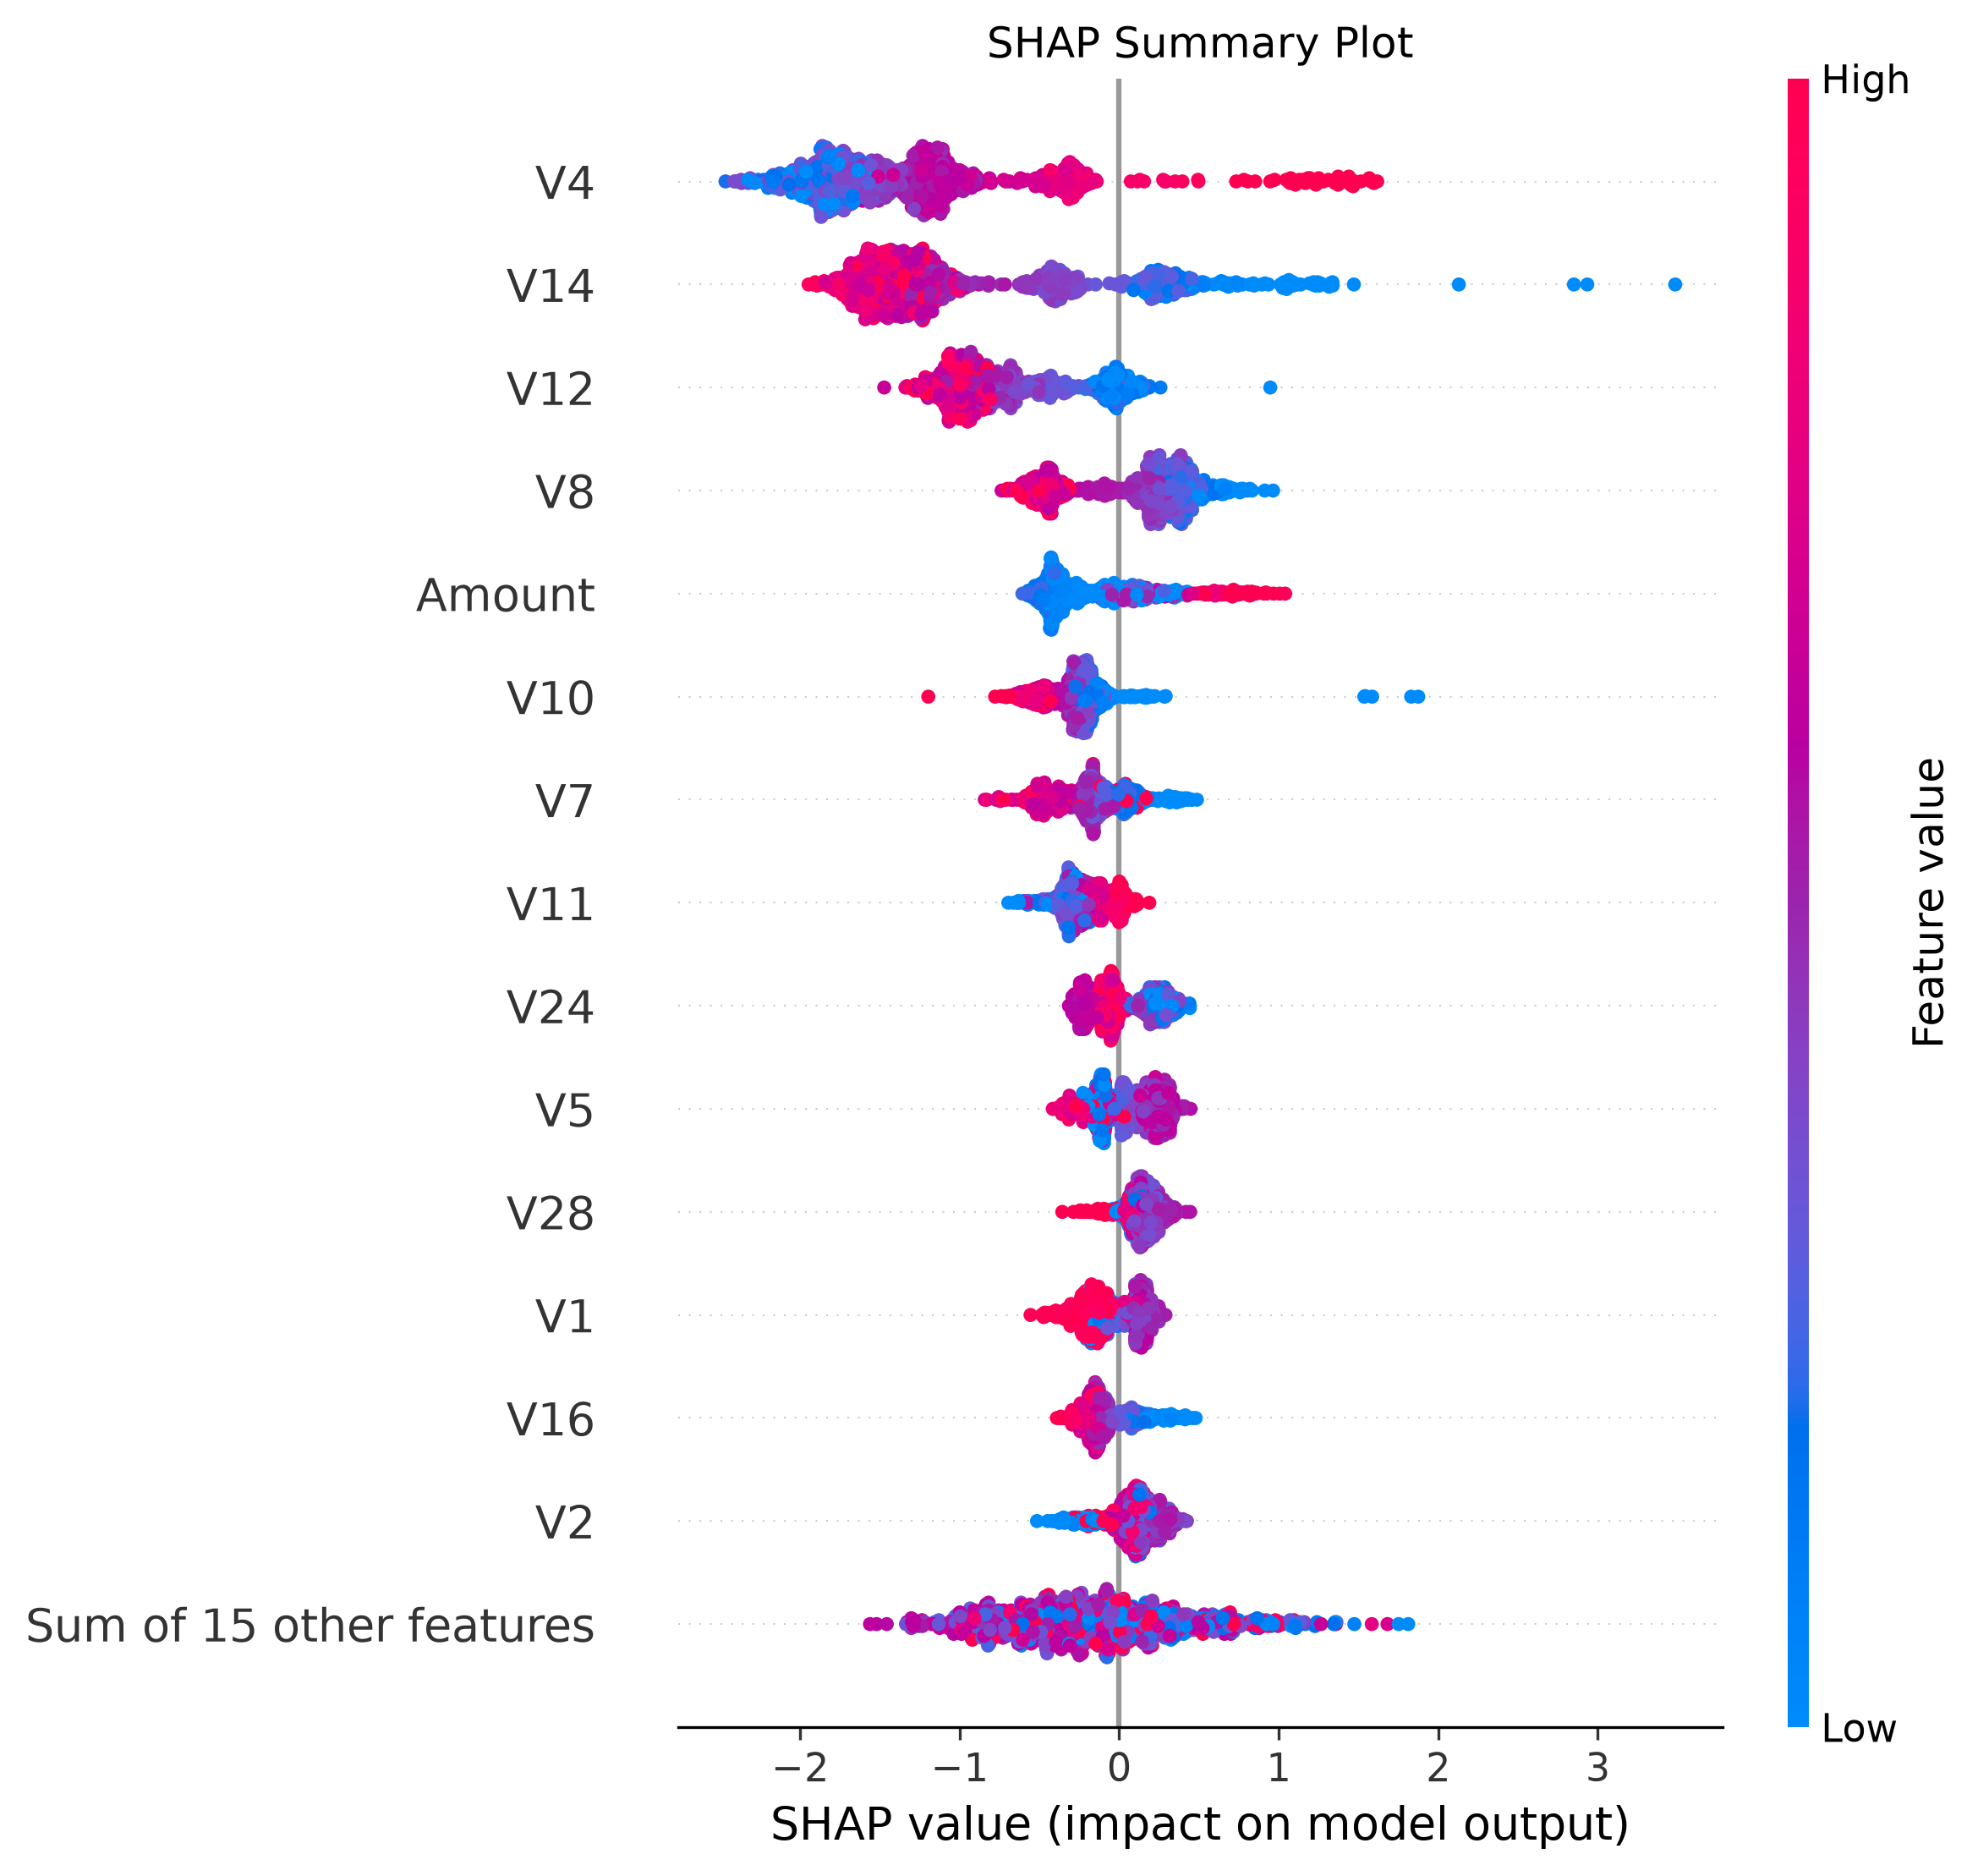 SHAP Summary Plot
High
V4
V14
V12
V8
Amount
V10
V7
V11
V24
V5
V28
V1
V16
V2
Sum of 15 other features
Feature value
Low
−2 −1 0 1 2 3
SHAP value (impact on model output)